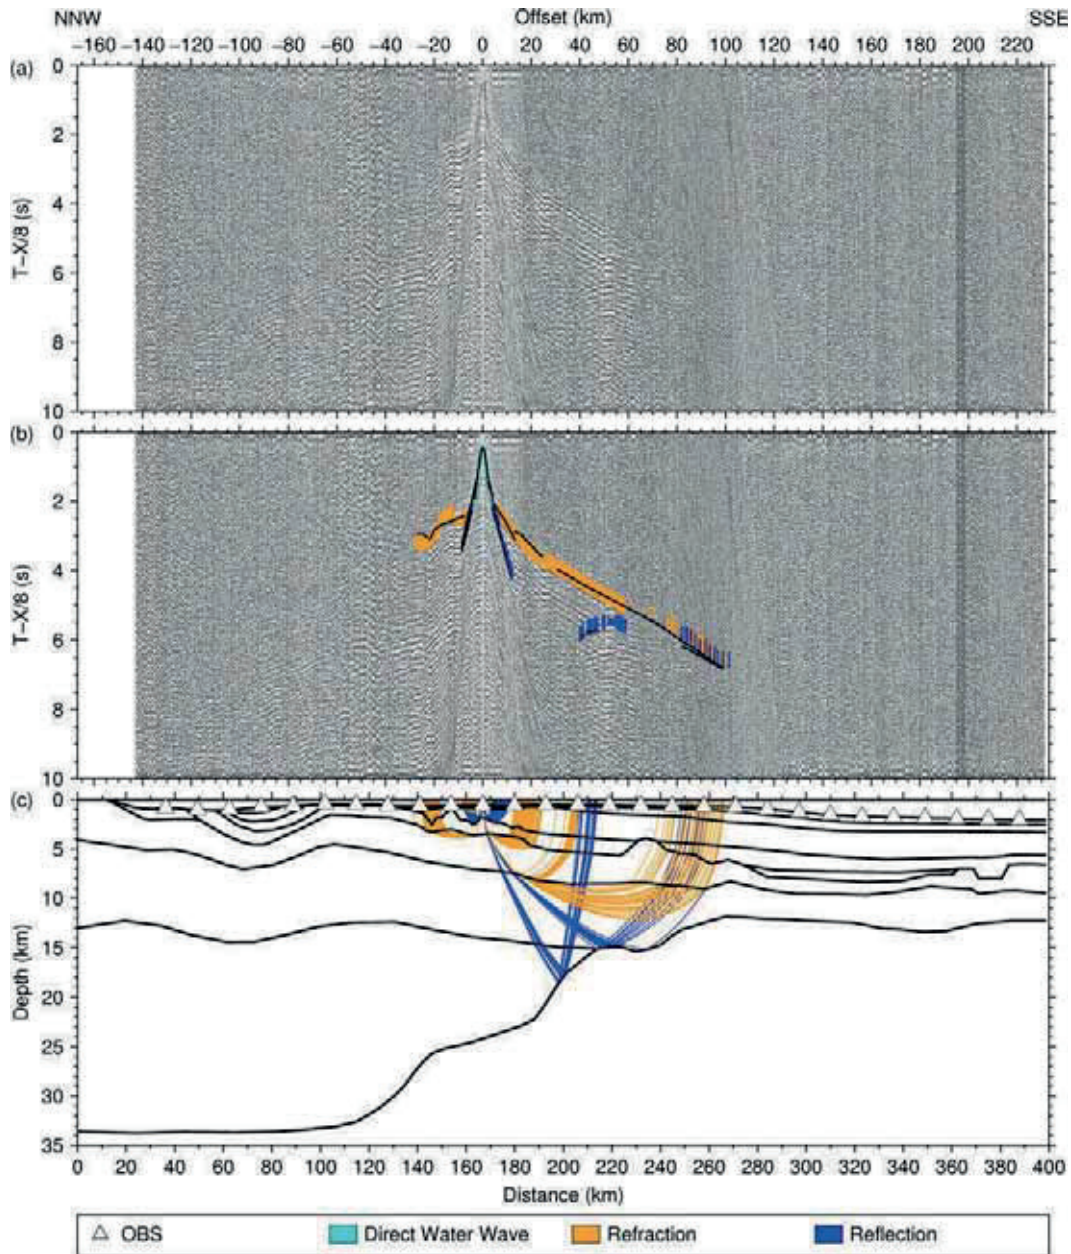 NNW Offset (km) SSE
−160 −140 −120 −100 −80 −60 −40 −20 0 20 40 60 80 100 120 140 160 180 200 220
(a)
0
2
4
6
8
10
T−X/8 (s)
(b)
0
2
4
6
8
10
T−X/8 (s)
(c)
0
5
10
15
20
25
30
35
Depth (km)
0 20 40 60 80 100 120 140 160 180 200 220 240 260 280 300 320 340 360 380 400
Distance (km)
OBS Direct Water Wave Refraction Reflection